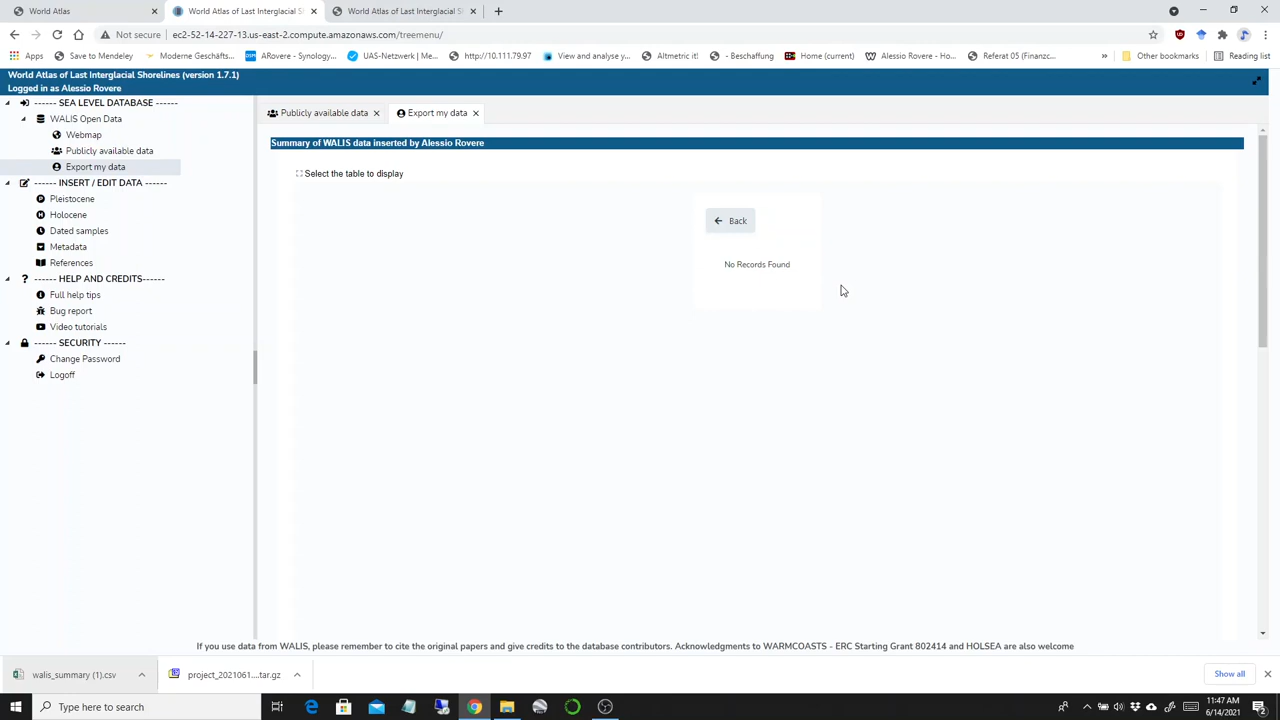 World Atlas
World Atlas of Last Interglacial S
World Atlas of Last Interglacial Sh
Not secure
ec2-52-14-227-13.us-east-2.compute.amazonaws.com/treemenu/
Apps
Save to Mendeley
Moderne Geschäfts...
ARovere - Synology...
UAS-Netzwerk | Me...
http://10.111.79.97
View and analyse y...
Altmetric it!
- Beschaffung
Home (current)
Alessio Rovere - Ho...
Referat 05 (Finanzc...
»
Other bookmarks
Reading list
World Atlas of Last Interglacial Shorelines (version 1.7.1)
Logged in as Alessio Rovere
------ SEA LEVEL DATABASE ------
WALIS Open Data
Webmap
Publicly available data
Export my data
------ INSERT / EDIT DATA ------
Pleistocene
Holocene
Dated samples
Metadata
References
------ HELP AND CREDITS------
Full help tips
Bug report
Video tutorials
------ SECURITY ------
Change Password
Logoff
Publicly available data
Export my data
Summary of WALIS data inserted by Alessio Rovere
Select the table to display
Back
No Records Found
If you use data from WALIS, please remember to cite the original papers and give credits to the database contributors. Acknowledgments to WARMCOASTS - ERC Starting Grant 802414 and HOLSEA are also welcome
walis_summary (1).csv
project_2021061....tar.gz
Show all
Type here to search
11:47 AM
6/14/2021
2